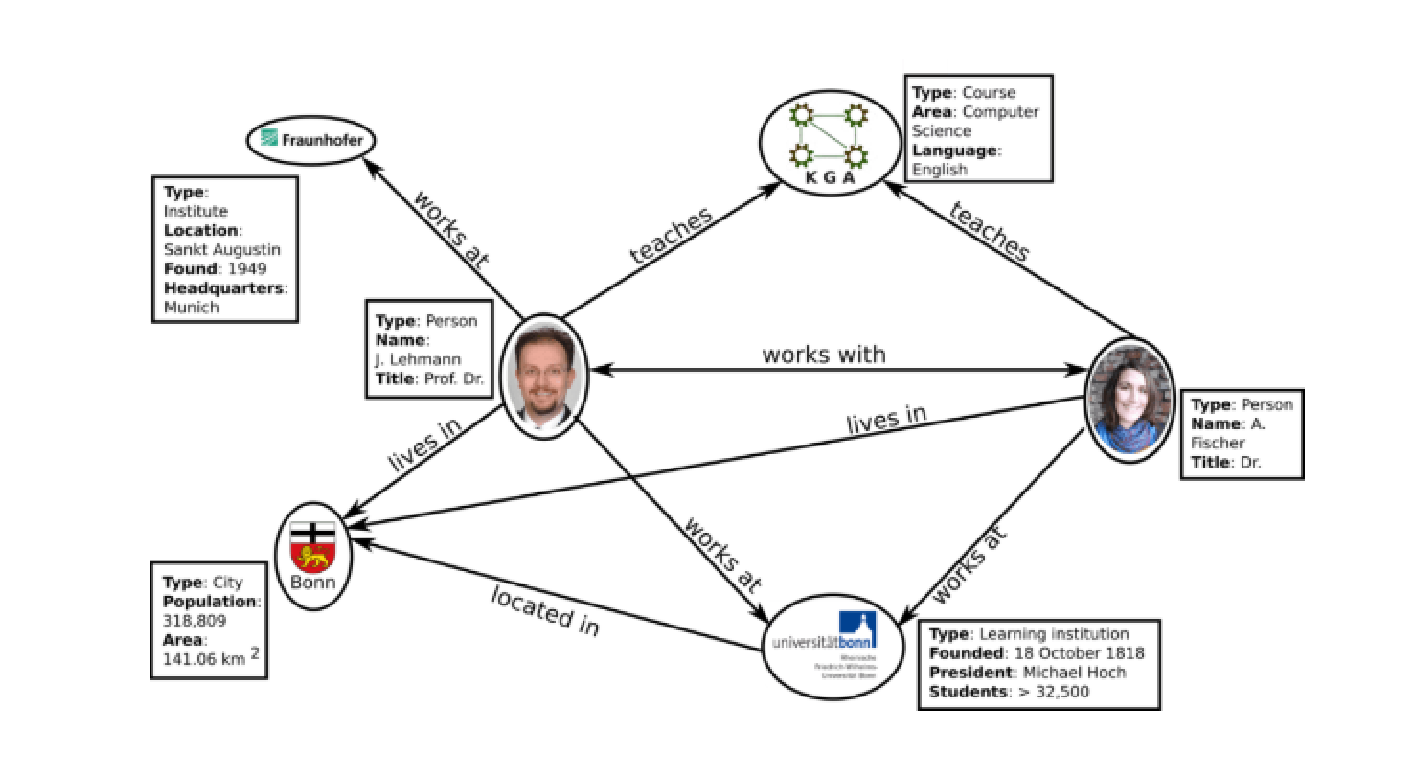 Fraunhofer
Type:
Institute
Location:
Sankt Augustin
Found: 1949
Headquarters:
Munich
works at
teaches
K G A
Type: Course
Area: Computer
Science
Language:
English
teaches
Type: Person
Name:
J. Lehmann
Title: Prof. Dr.
works with
lives in
lives in
Type: Person
Name: A.
Fischer
Title: Dr.
Bonn
Type: City
Population:
318,809
Area:
141.06 km 2
located in
works at
works at
universitätbonn
Rheinische
Friedrich-Wilhelms-
Universität Bonn
Type: Learning institution
Founded: 18 October 1818
President: Michael Hoch
Students: > 32,500